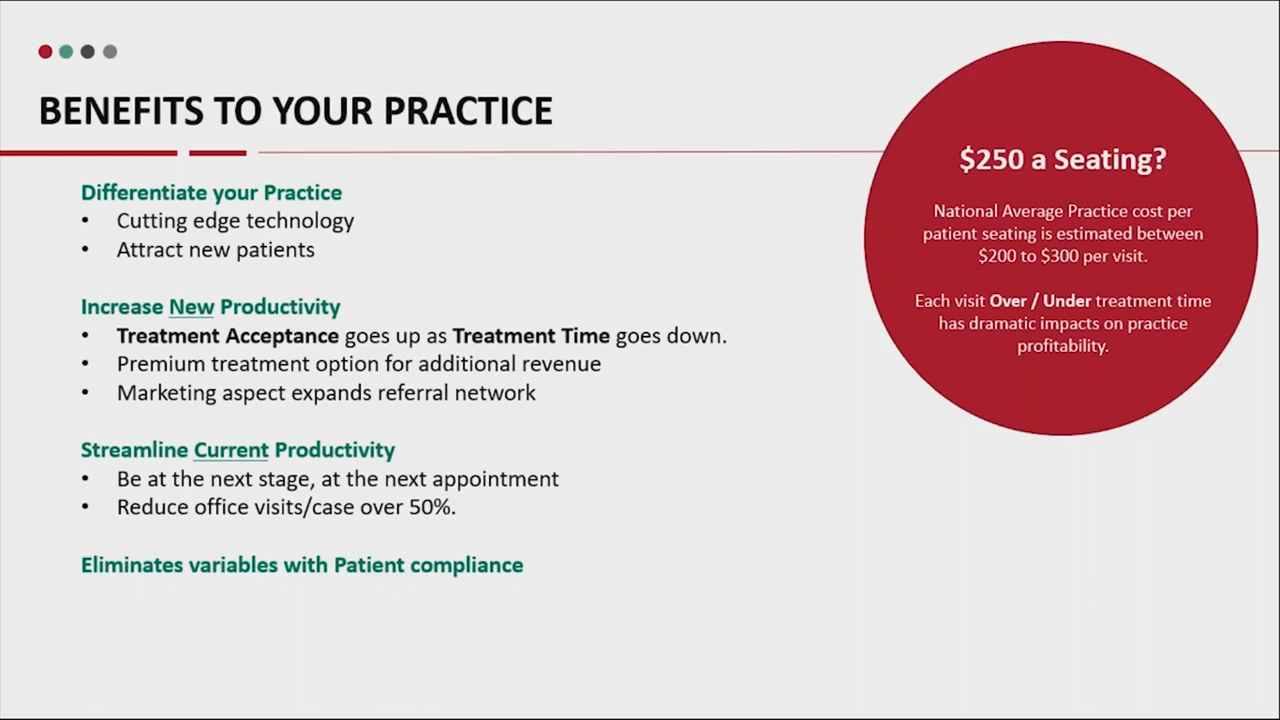 BENEFITS TO YOUR PRACTICE
Differentiate your Practice
• Cutting edge technology
• Attract new patients
Increase New Productivity
• Treatment Acceptance goes up as Treatment Time goes down.
• Premium treatment option for additional revenue
• Marketing aspect expands referral network
Streamline Current Productivity
• Be at the next stage, at the next appointment
• Reduce office visits/case over 50%.
Eliminates variables with Patient compliance
$250 a Seating?
National Average Practice cost per
patient seating is estimated between
$200 to $300 per visit.
Each visit Over / Under treatment time
has dramatic impacts on practice
profitability.